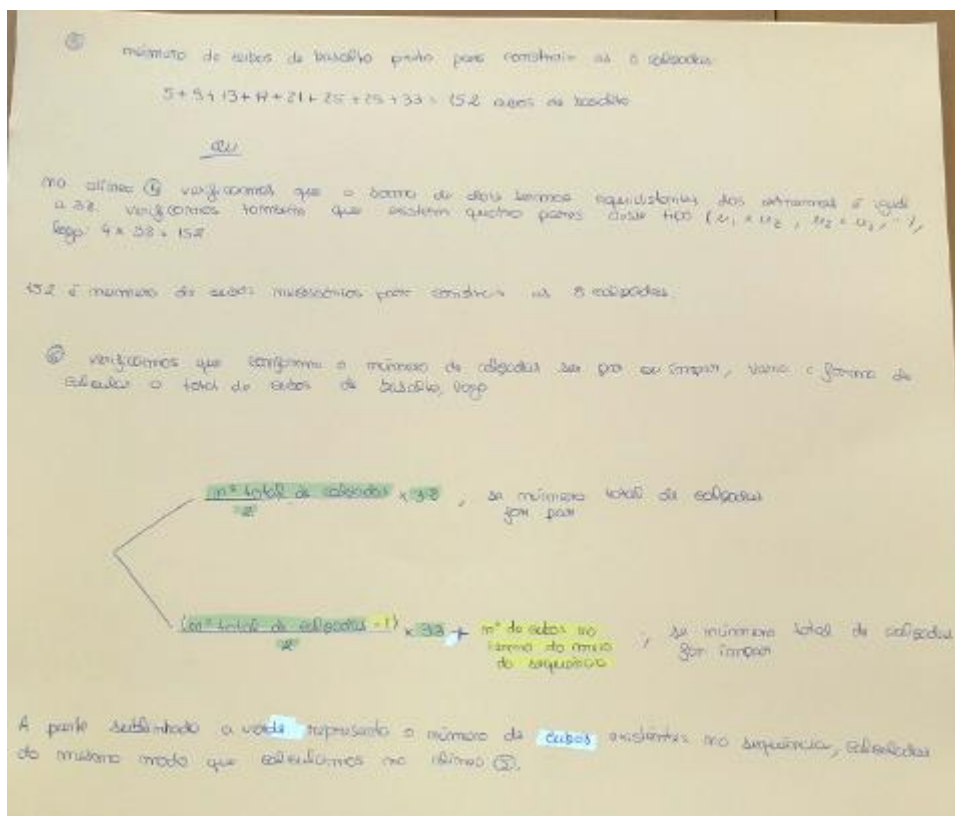 ⑤ número de cubos de basalto preto para construir as 8 calçadas
5+9+13+17+21+25+29+33 = 152 cubos de basalto
ou
na alínea ④ verificamos que a soma de dois termos equidistantes dos extremos é igual
a 38. verificamos também que existem quatro pares deste tipo
logo: 4 x 38 = 152
152 é número de cubos necessários para construir as 8 calçadas.
⑥ verificamos que conforme o número de calçadas ser par ou ímpar, varia a forma de
calcular o total de cubos de basalto, logo
nº total de calçadas x 38 , se número total de calçadas
2
for par
(nº total de calçadas - 1) x 38 + nº de cubos no
2
termo do meio
da sequência
; se número total de calçadas
for ímpar
A parte sublinhada a verde representa o número de cubos existentes na sequência, calculadas
do mesmo modo que calculámos na alínea ⑤.